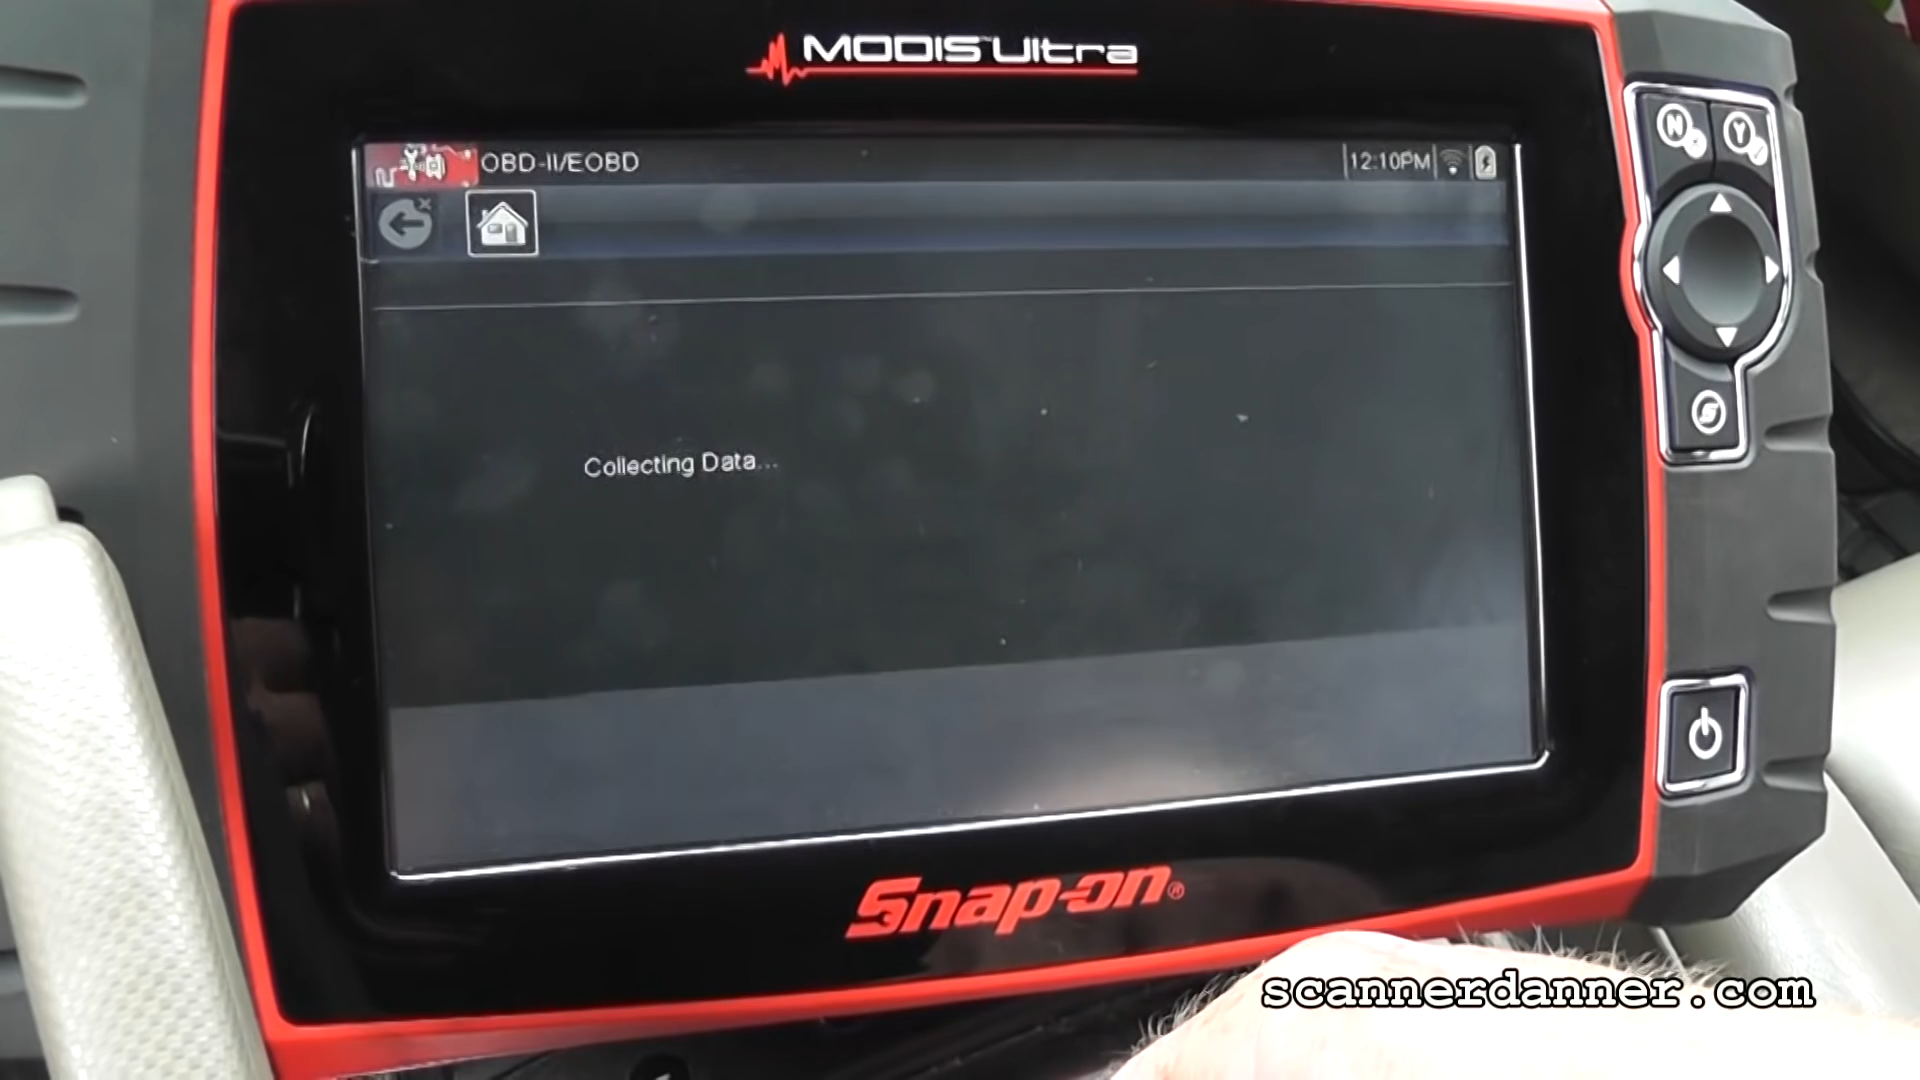 MODIS Ultra
OBD-II/EOBD
12:10PM
N
Y
Collecting Data...
S
Snap-on®
scannerdanner.com